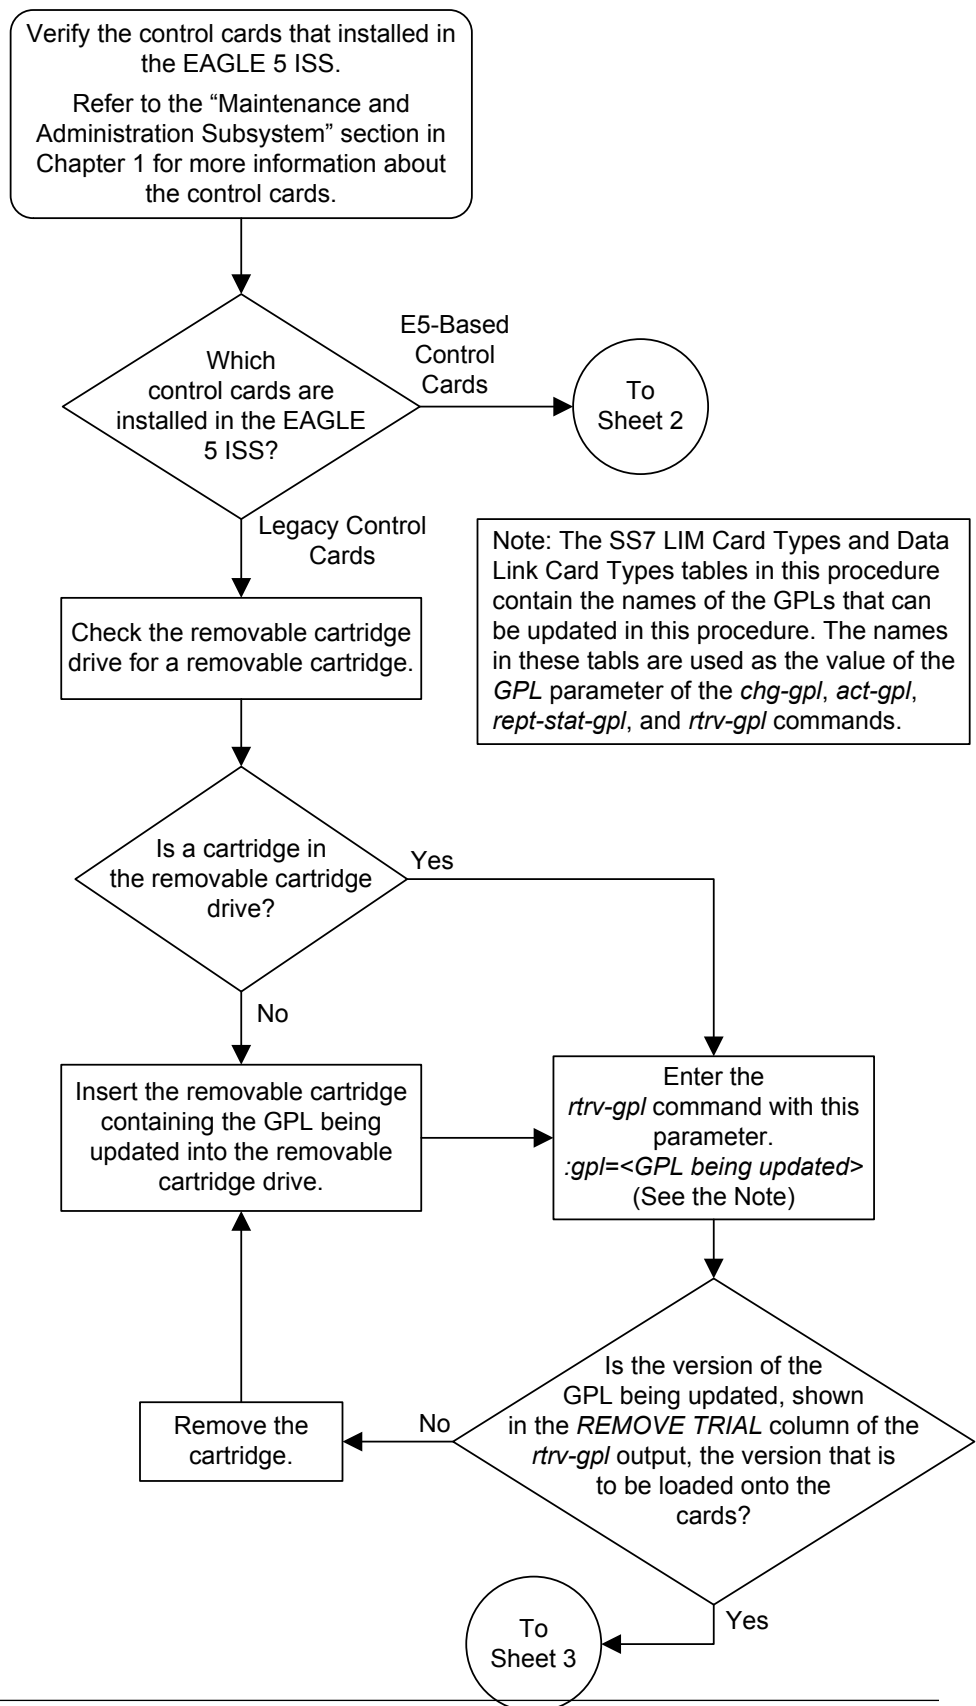 Verify the control cards that installed in
the EAGLE 5 ISS.
Refer to the “Maintenance and
Administration Subsystem” section in
Chapter 1 for more information about
the control cards.
Which
control cards are
installed in the EAGLE
5 ISS?
E5-Based
Control
Cards
To
Sheet 2
Legacy Control
Cards
Note: The SS7 LIM Card Types and Data
Link Card Types tables in this procedure
contain the names of the GPLs that can
be updated in this procedure. The names
in these tabls are used as the value of the
GPL parameter of the chg-gpl, act-gpl,
rept-stat-gpl, and rtrv-gpl commands.
Check the removable cartridge
drive for a removable cartridge.
Is a cartridge in
the removable cartridge
drive?
Yes
No
Insert the removable cartridge
containing the GPL being
updated into the removable
cartridge drive.
Enter the
rtrv-gpl command with this
parameter.
:gpl=<GPL being updated>
(See the Note)
Is the version of the
GPL being updated, shown
in the REMOVE TRIAL column of the
rtrv-gpl output, the version that is
to be loaded onto the
cards?
No
Remove the
cartridge.
Yes
To
Sheet 3